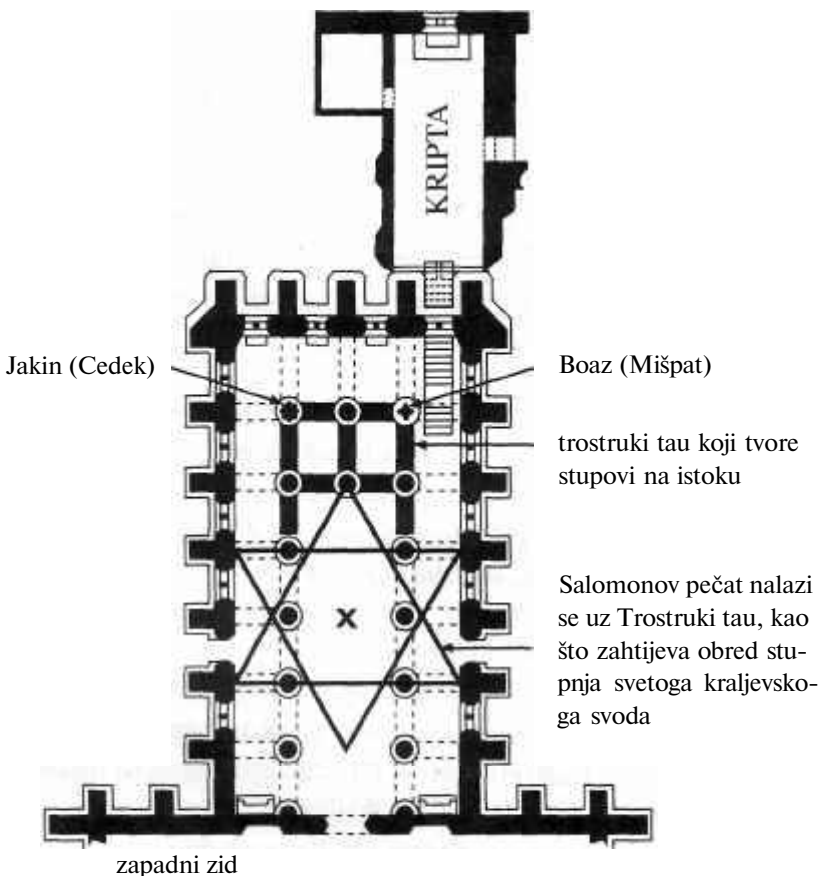 KRIPTA
Jakin (Cedek)
Boaz (Mišpat)
trostruki tau koji tvore
stupovi na istoku
Salomonov pečat nalazi
se uz Trostruki tau, kao
što zahtijeva obred stu-
pnja svetoga kraljevsko-
ga svoda
X
zapadni zid